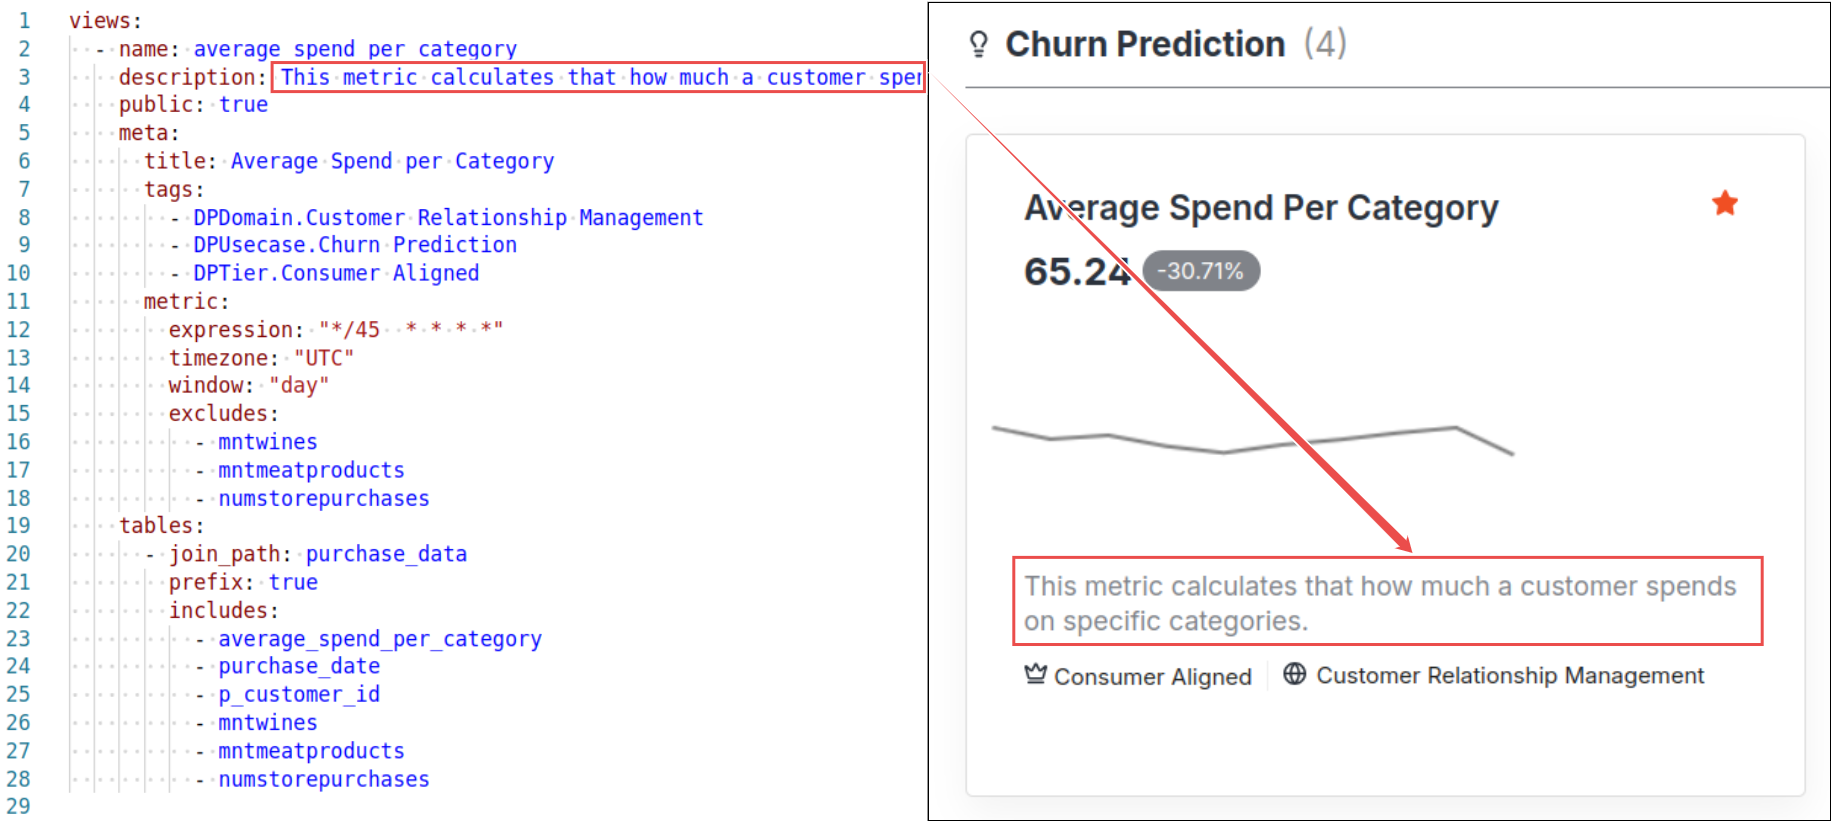 1 views:
2 - name: average_spend_per_category
3 description: This metric calculates that how much a customer spen
4 public: true
5 meta:
6 title: Average Spend per Category
7 tags:
8 - DPDomain.Customer Relationship Management
9 - DPUsecase.Churn Prediction
10 - DPTier.Consumer Aligned
11 metric:
12 expression: "*/45  * * * *"
13 timezone: "UTC"
14 window: "day"
15 excludes:
16 - mntwines
17 - mntmeatproducts
18 - numstorepurchases
19 tables:
20 - join_path: purchase_data
21 prefix: true
22 includes:
23 - average_spend_per_category
24 - purchase_date
25 - p_customer_id
26 - mntwines
27 - mntmeatproducts
28 - numstorepurchases
29
Churn Prediction (4)
Average Spend Per Category
65.24 -30.71%
This metric calculates that how much a customer spends
on specific categories.
Consumer Aligned Customer Relationship Management